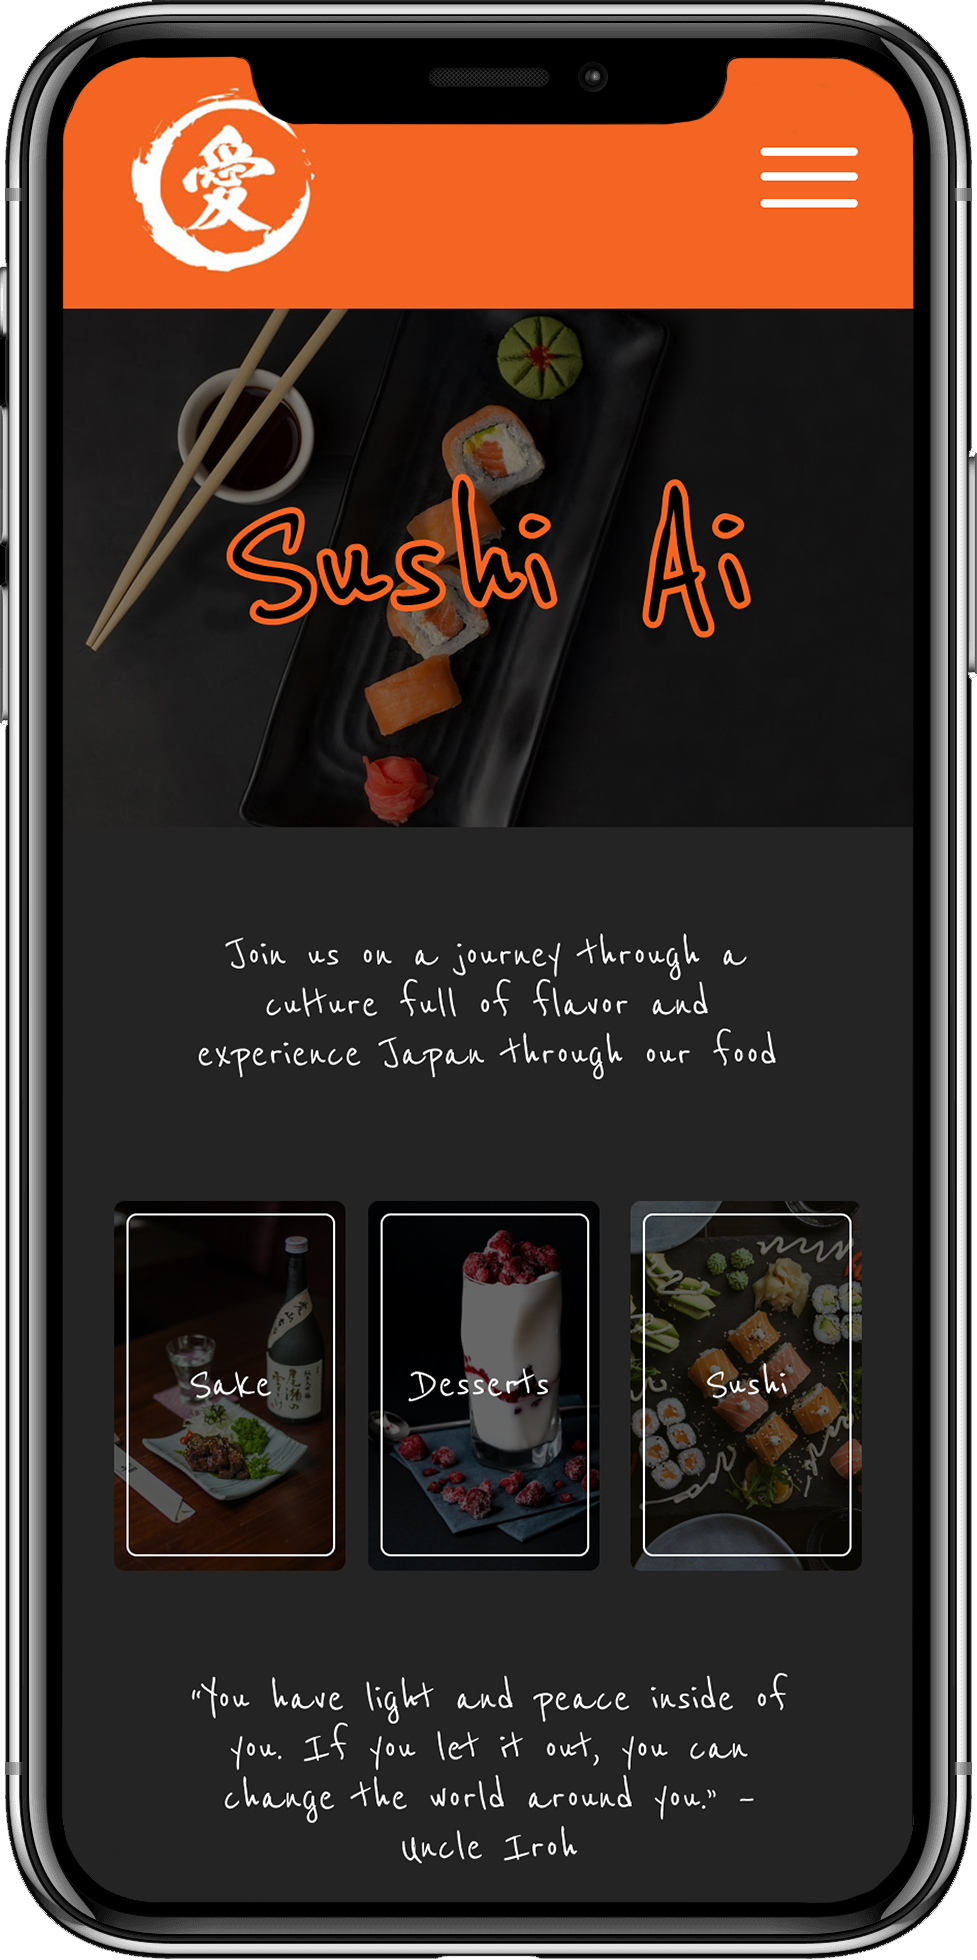 愛
Sushi Ai
Join us on a journey through a
culture full of flavor and
experience Japan through our food
Sake
Desserts
Sushi
"You have light and peace inside of
you. If you let it out, you can
change the world around you." -
Uncle Iroh